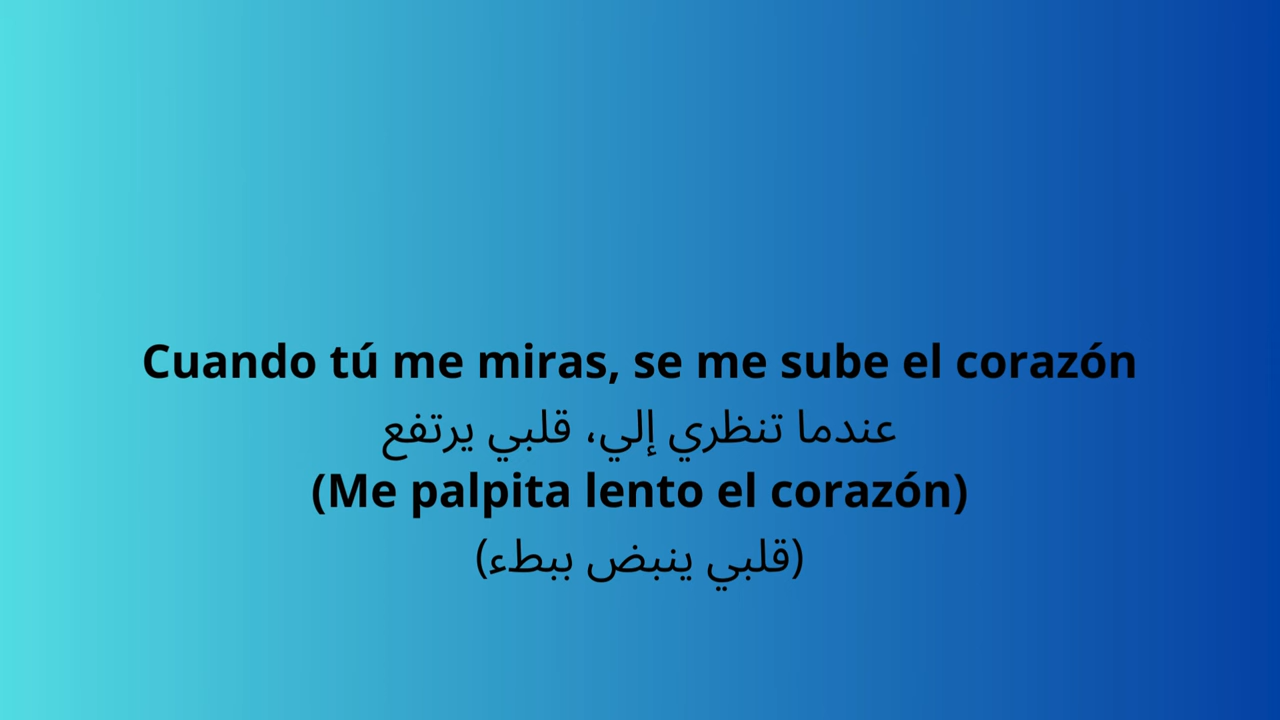 Cuando tú me miras, se me sube el corazón
عندما تنظري إلي، قلبي يرتفع
(Me palpita lento el corazón)
(قلبي ينبض ببطء)